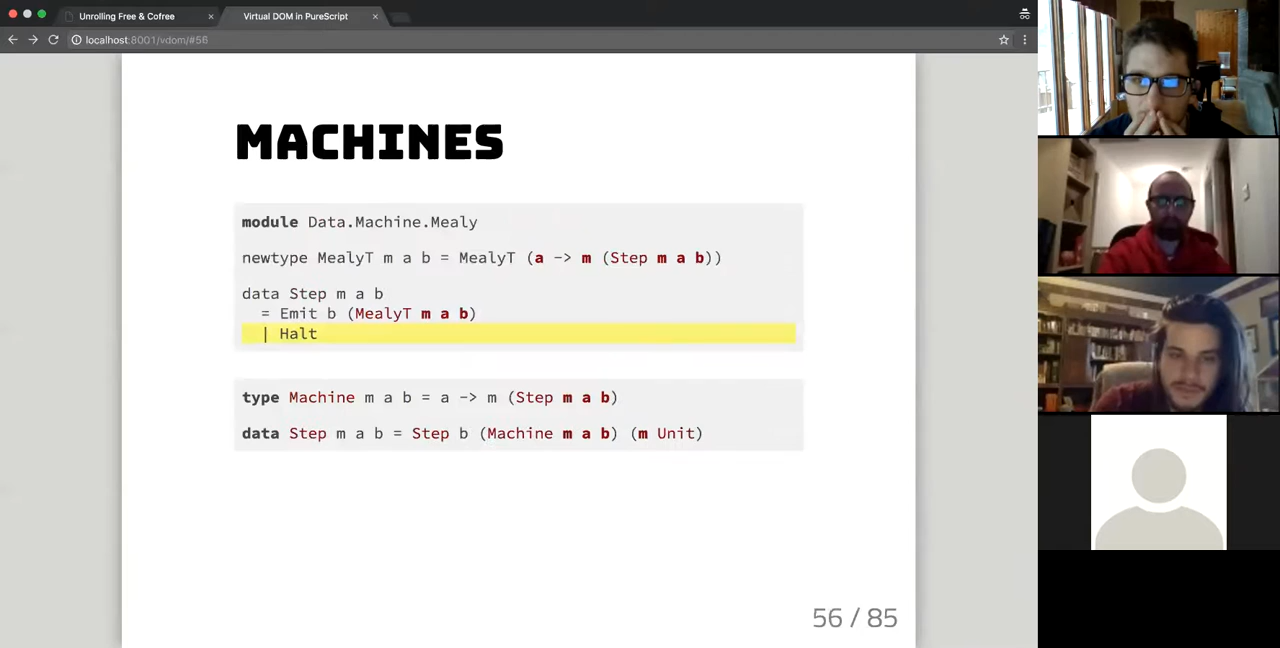 Unrolling Free & Cofree
Virtual DOM in PureScript
localhost:8001/vdom/#56
MACHINES
module Data.Machine.Mealy
newtype MealyT m a b = MealyT (a -> m (Step m a b))
data Step m a b
= Emit b (MealyT m a b)
| Halt
type Machine m a b = a -> m (Step m a b)
data Step m a b = Step b (Machine m a b) (m Unit)
56 / 85